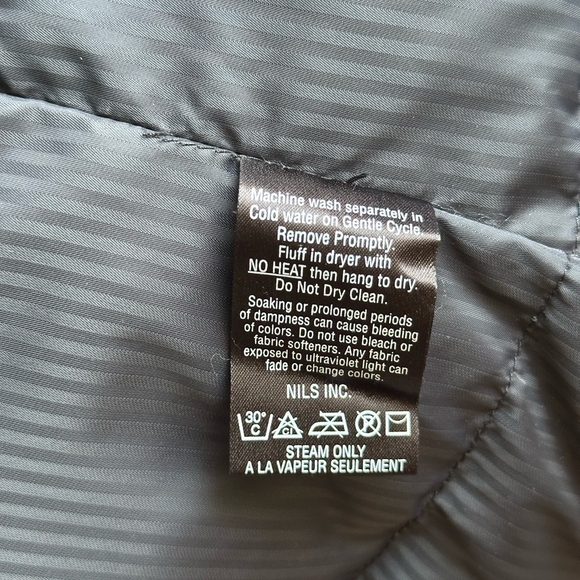 Machine wash separately in
Cold water on Gentle Cycle.
Remove Promptly.
Fluff in dryer with
NO HEAT then hang to dry.
Do Not Dry Clean.
Soaking or prolonged periods
of dampness can cause bleeding
of colors. Do not use bleach or
fabric softeners. Any fabric
exposed to ultraviolet light can
fade or change colors.
NILS INC.
30° C CL
STEAM ONLY
A LA VAPEUR SEULEMENT